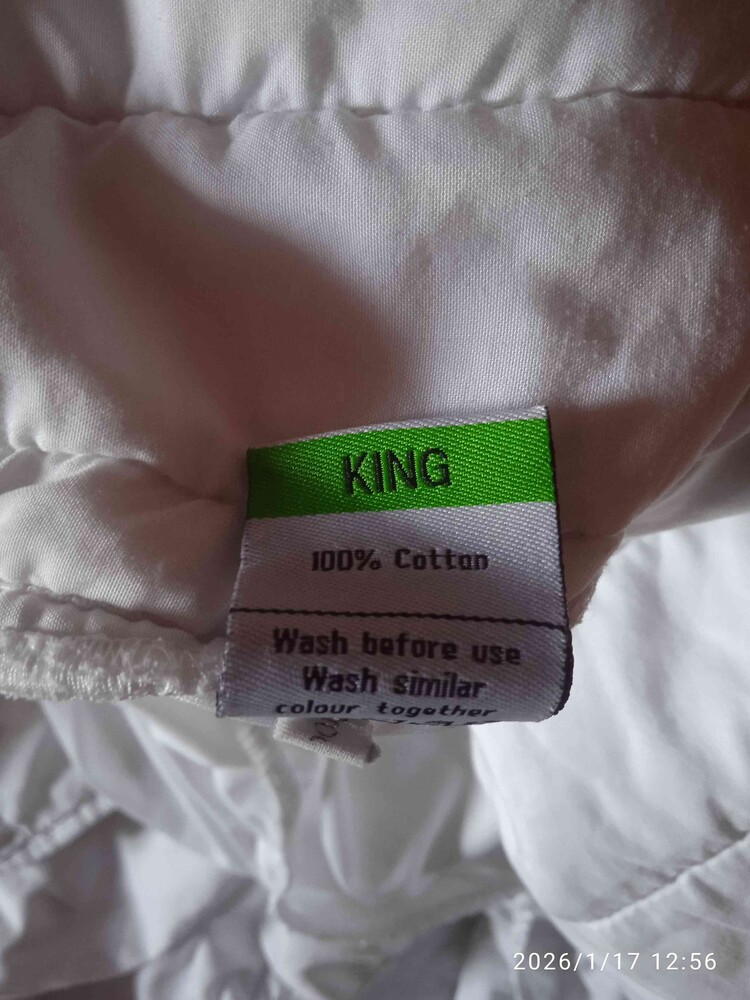 KING
100% Cotton
Wash before use
Wash similar
colour together
2026/1/17 12:56